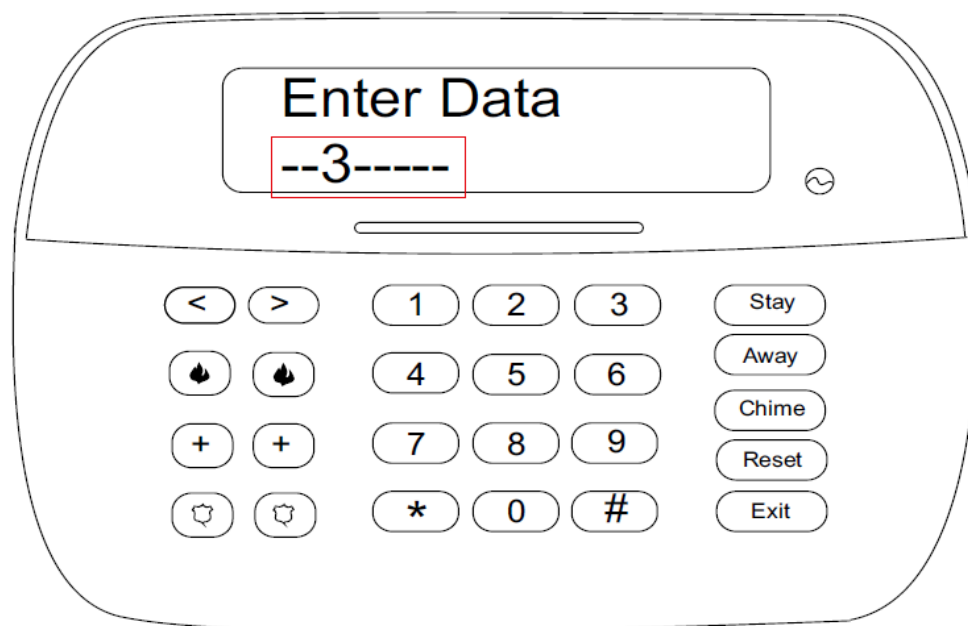 Enter Data
--3-----
< > 1 2 3 Stay
4 5 6 Away
Chime
+ + 7 8 9 Reset
* 0 # Exit